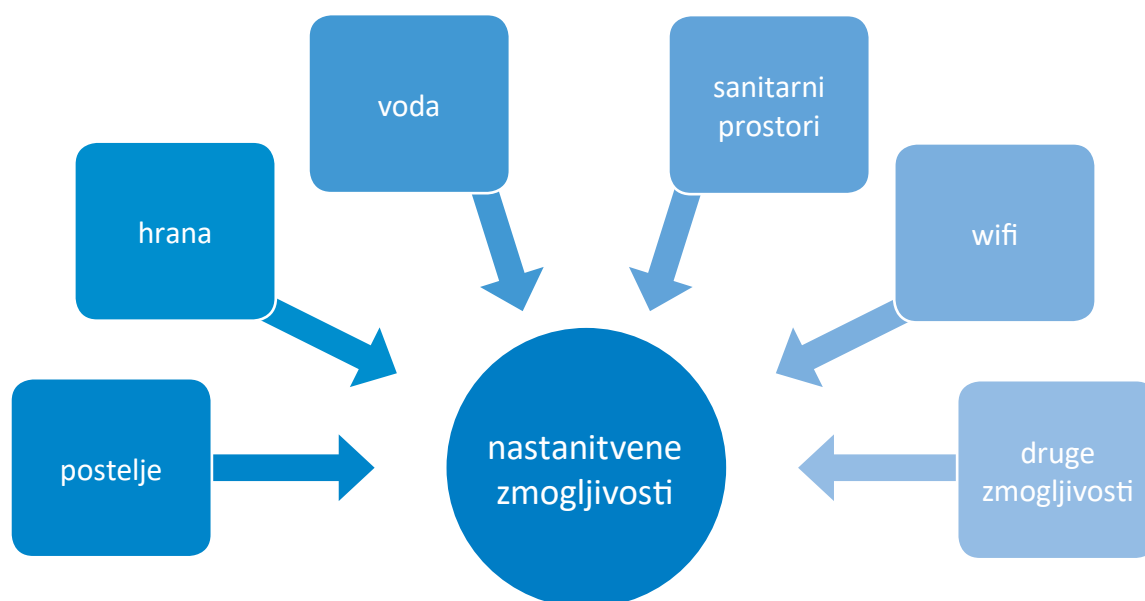 voda
sanitarni
prostori
hrana
wifi
postelje
nastanitvene
zmogljivosti
druge
zmogljivosti